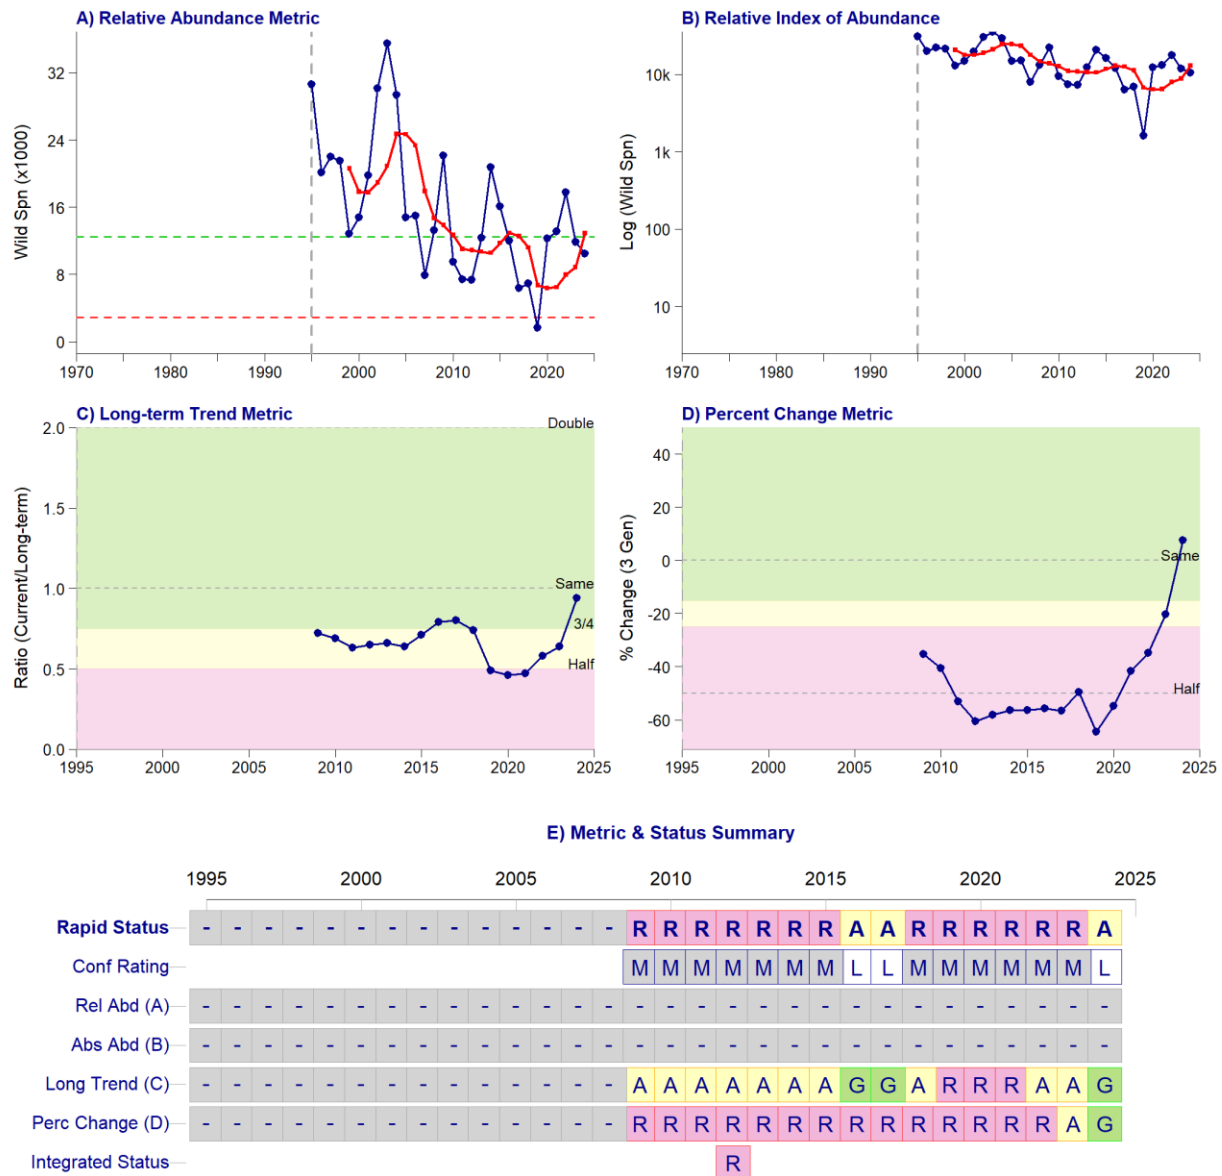 A) Relative Abundance Metric
Wild Spn (x1000)
32
24
16
8
0
1970 1980 1990 2000 2010 2020
B) Relative Index of Abundance
Log (Wild Spn)
10k
1k
100
10
1970 1980 1990 2000 2010 2020
C) Long-term Trend Metric
Ratio (Current/Long-term)
2.0
1.5
1.0
0.5
0.0
Double
Same
3/4
Half
1995 2000 2005 2010 2015 2020 2025
D) Percent Change Metric
% Change (3 Gen)
40
20
0
-20
-40
-60
Same
Half
1995 2000 2005 2010 2015 2020 2025
E) Metric & Status Summary
1995 2000 2005 2010 2015 2020 2025
Rapid Status - - - - - - - - - - - - - - R R R R R R R A A R R R R R R A
Conf Rating M M M M M M M L L M M M M M M L
Rel Abd (A) - - - - - - - - - - - - - - - - - - - - - - - - - - - - - -
Abs Abd (B) - - - - - - - - - - - - - - - - - - - - - - - - - - - - - -
Long Trend (C) - - - - - - - - - - - - - - A A A A A A A G G A R R R A A G
Perc Change (D) - - - - - - - - - - - - - - R R R R R R R R R R R R R R A G
Integrated Status R